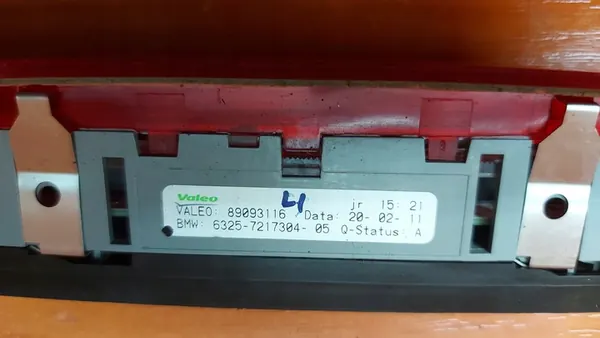 Valeo 4 jr 15: 21
VALEO: 89093116 Data: 20- 02- 11
BMW: 6325-7217304- 05 Q-Status: A